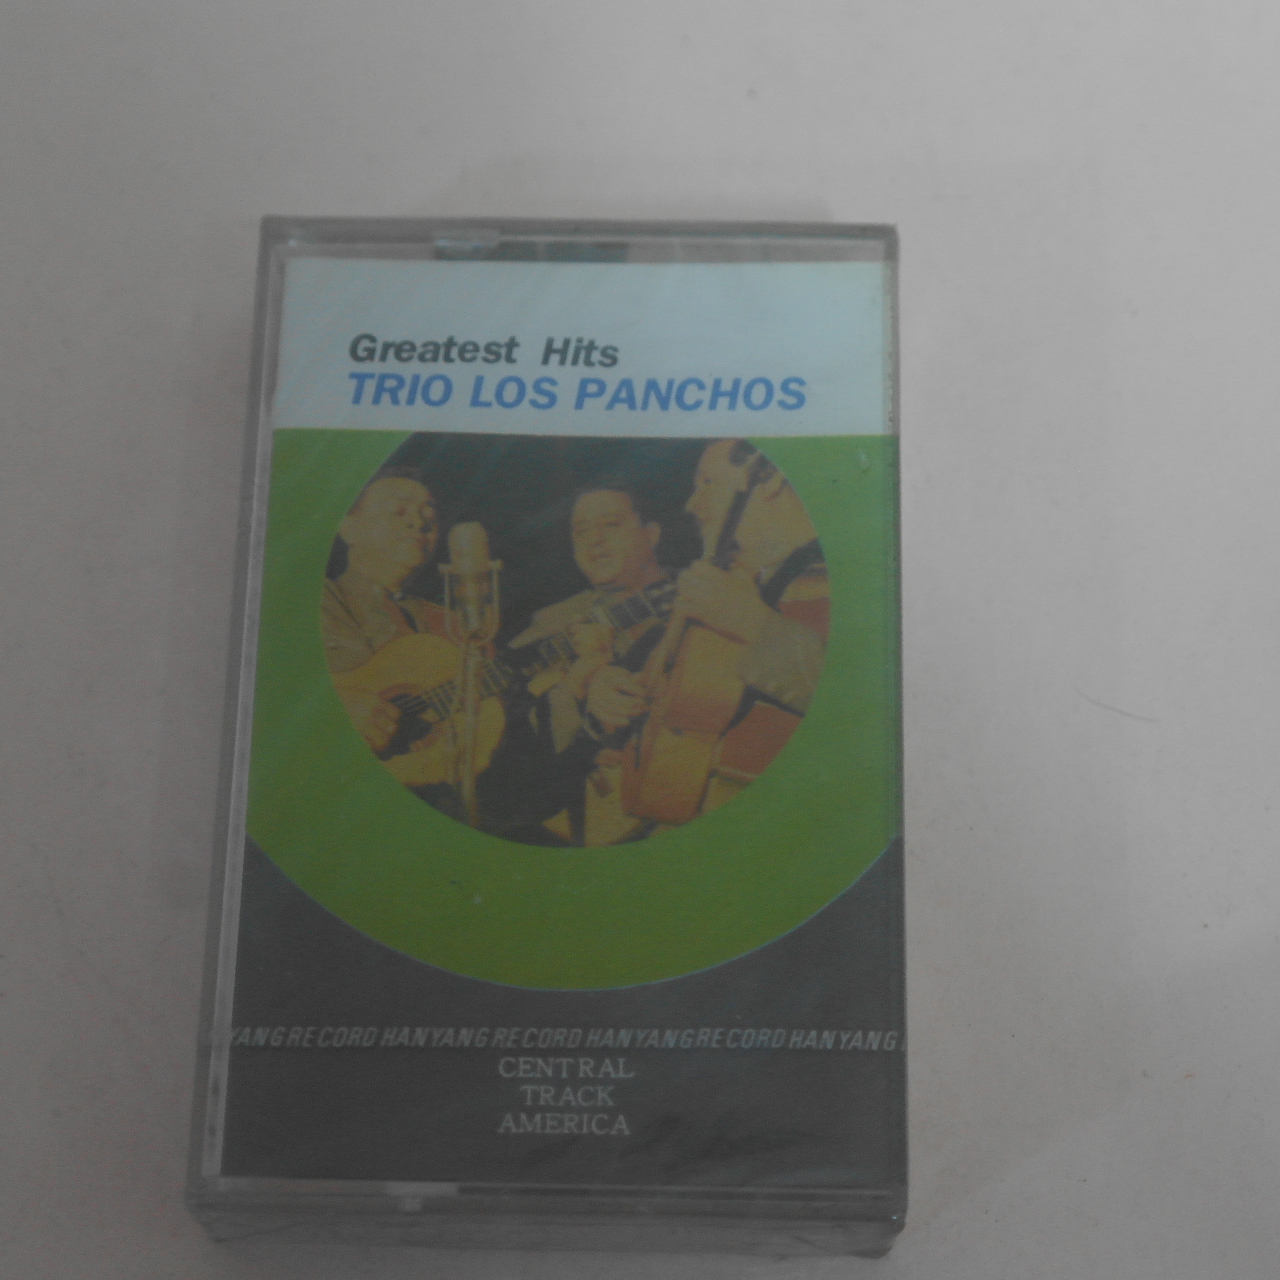 Greatest Hits
TRIO LOS PANCHOS
YANG RECORD HANYANG RECORD HANYANG RECORD HANYANG
CENTRAL
TRACK
AMERICA